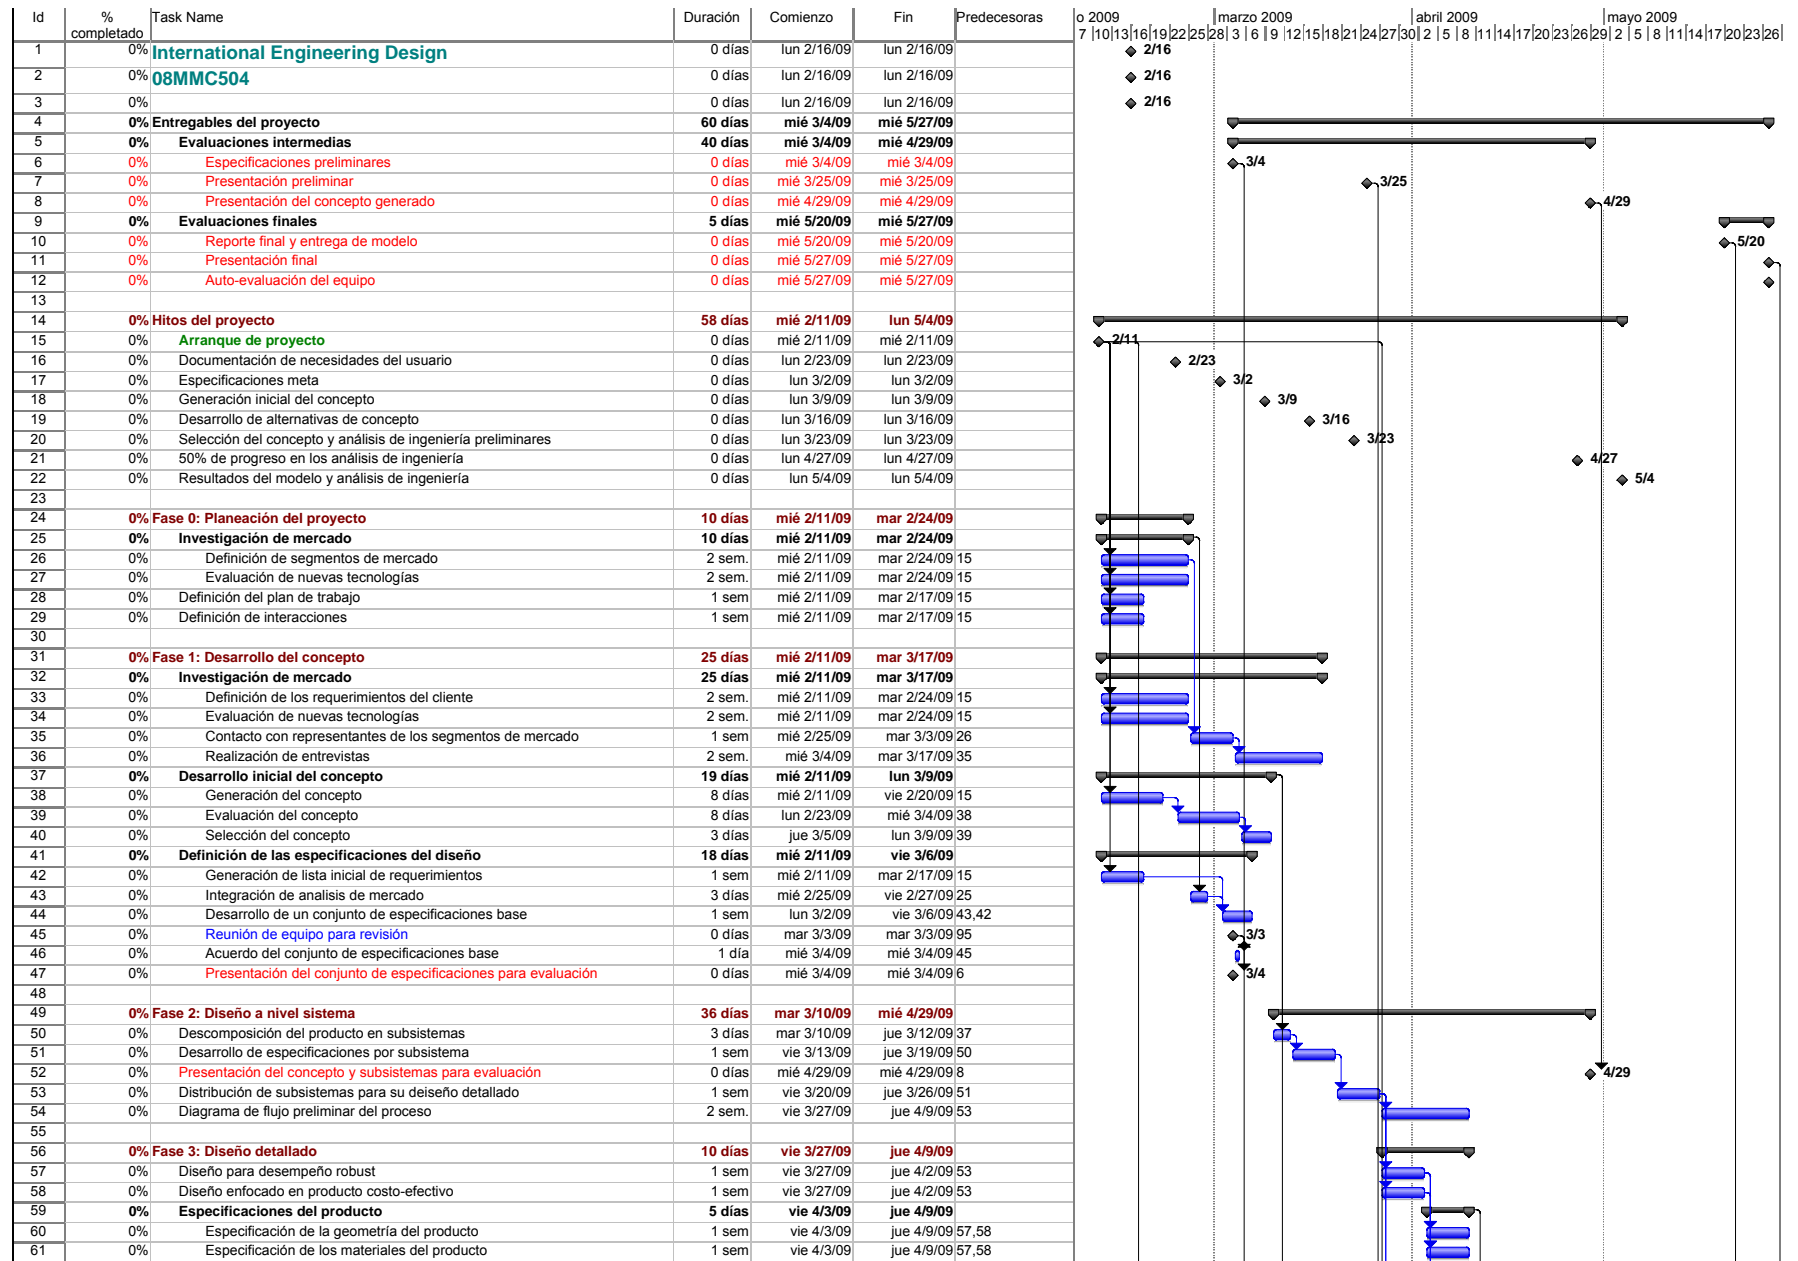 Id % completado Task Name Duración Comienzo Fin Predecesoras o 2009 marzo 2009 abril 2009 mayo 2009
7 10 13 16 19 22 25 28 3 6 9 12 15 18 21 24 27 30 2 5 8 11 14 17 20 23 26 29 2 5 8 11 14 17 20 23 26
1 0% International Engineering Design 0 días lun 2/16/09 lun 2/16/09 2/16
2 0% 08MMC504 0 días lun 2/16/09 lun 2/16/09 2/16
3 0% 0 días lun 2/16/09 lun 2/16/09 2/16
4 0% Entregables del proyecto 60 días mié 3/4/09 mié 5/27/09
5 0% Evaluaciones intermedias 40 días mié 3/4/09 mié 4/29/09
6 0% Especificaciones preliminares 0 días mié 3/4/09 mié 3/4/09 3/4
7 0% Presentación preliminar 0 días mié 3/25/09 mié 3/25/09 3/25
8 0% Presentación del concepto generado 0 días mié 4/29/09 mié 4/29/09 4/29
9 0% Evaluaciones finales 5 días mié 5/20/09 mié 5/27/09
10 0% Reporte final y entrega de modelo 0 días mié 5/20/09 mié 5/20/09 5/20
11 0% Presentación final 0 días mié 5/27/09 mié 5/27/09
12 0% Auto-evaluación del equipo 0 días mié 5/27/09 mié 5/27/09
13
14 0% Hitos del proyecto 58 días mié 2/11/09 lun 5/4/09
15 0% Arranque de proyecto 0 días mié 2/11/09 mié 2/11/09 2/11
16 0% Documentación de necesidades del usuario 0 días lun 2/23/09 lun 2/23/09 2/23
17 0% Especificaciones meta 0 días lun 3/2/09 lun 3/2/09 3/2
18 0% Generación inicial del concepto 0 días lun 3/9/09 lun 3/9/09 3/9
19 0% Desarrollo de alternativas de concepto 0 días lun 3/16/09 lun 3/16/09 3/16
20 0% Selección del concepto y análisis de ingeniería preliminares 0 días lun 3/23/09 lun 3/23/09 3/23
21 0% 50% de progreso en los análisis de ingeniería 0 días lun 4/27/09 lun 4/27/09 4/27
22 0% Resultados del modelo y análisis de ingeniería 0 días lun 5/4/09 lun 5/4/09 5/4
23
24 0% Fase 0: Planeación del proyecto 10 días mié 2/11/09 mar 2/24/09
25 0% Investigación de mercado 10 días mié 2/11/09 mar 2/24/09
26 0% Definición de segmentos de mercado 2 sem. mié 2/11/09 mar 2/24/09 15
27 0% Evaluación de nuevas tecnologías 2 sem. mié 2/11/09 mar 2/24/09 15
28 0% Definición del plan de trabajo 1 sem mié 2/11/09 mar 2/17/09 15
29 0% Definición de interacciones 1 sem mié 2/11/09 mar 2/17/09 15
30
31 0% Fase 1: Desarrollo del concepto 25 días mié 2/11/09 mar 3/17/09
32 0% Investigación de mercado 25 días mié 2/11/09 mar 3/17/09
33 0% Definición de los requerimientos del cliente 2 sem. mié 2/11/09 mar 2/24/09 15
34 0% Evaluación de nuevas tecnologías 2 sem. mié 2/11/09 mar 2/24/09 15
35 0% Contacto con representantes de los segmentos de mercado 1 sem mié 2/25/09 mar 3/3/09 26
36 0% Realización de entrevistas 2 sem. mié 3/4/09 mar 3/17/09 35
37 0% Desarrollo inicial del concepto 19 días mié 2/11/09 lun 3/9/09
38 0% Generación del concepto 8 días mié 2/11/09 vie 2/20/09 15
39 0% Evaluación del concepto 8 días lun 2/23/09 mié 3/4/09 38
40 0% Selección del concepto 3 días jue 3/5/09 lun 3/9/09 39
41 0% Definición de las especificaciones del diseño 18 días mié 2/11/09 vie 3/6/09
42 0% Generación de lista inicial de requerimientos 1 sem mié 2/11/09 mar 2/17/09 15
43 0% Integración de analisis de mercado 3 días mié 2/25/09 vie 2/27/09 25
44 0% Desarrollo de un conjunto de especificaciones base 1 sem lun 3/2/09 vie 3/6/09 43,42
45 0% Reunión de equipo para revisión 0 días mar 3/3/09 mar 3/3/09 95 3/3
46 0% Acuerdo del conjunto de especificaciones base 1 día mié 3/4/09 mié 3/4/09 45
47 0% Presentación del conjunto de especificaciones para evaluación 0 días mié 3/4/09 mié 3/4/09 6 3/4
48
49 0% Fase 2: Diseño a nivel sistema 36 días mar 3/10/09 mié 4/29/09
50 0% Descomposición del producto en subsistemas 3 días mar 3/10/09 jue 3/12/09 37
51 0% Desarrollo de especificaciones por subsistema 1 sem vie 3/13/09 jue 3/19/09 50
52 0% Presentación del concepto y subsistemas para evaluación 0 días mié 4/29/09 mié 4/29/09 8 4/29
53 0% Distribución de subsistemas para su deiseño detallado 1 sem vie 3/20/09 jue 3/26/09 51
54 0% Diagrama de flujo preliminar del proceso 2 sem. vie 3/27/09 jue 4/9/09 53
55
56 0% Fase 3: Diseño detallado 10 días vie 3/27/09 jue 4/9/09
57 0% Diseño para desempeño robust 1 sem vie 3/27/09 jue 4/2/09 53
58 0% Diseño enfocado en producto costo-efectivo 1 sem vie 3/27/09 jue 4/2/09 53
59 0% Especificaciones del producto 5 días vie 4/3/09 jue 4/9/09
60 0% Especificación de la geometría del producto 1 sem vie 4/3/09 jue 4/9/09 57,58
61 0% Especificación de los materiales del producto 1 sem vie 4/3/09 jue 4/9/09 57,58